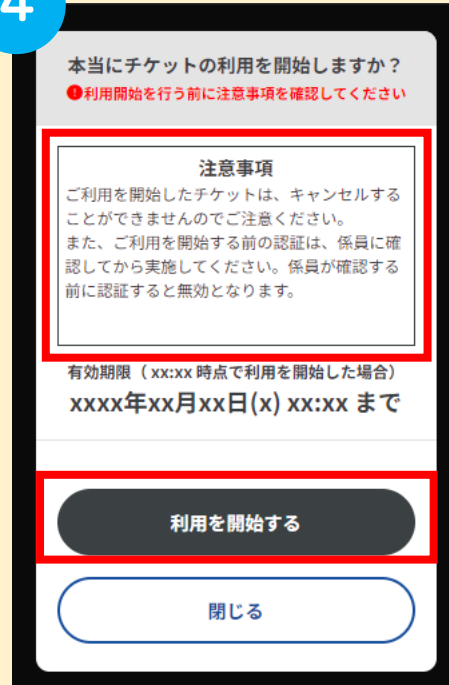 4
本当にチケットの利用を開始しますか?
!利用開始を行う前に注意事項を確認してください
注意事項
ご利用を開始したチケットは、キャンセルする
ことができませんのでご注意ください。
また、ご利用を開始する前の認証は、係員に確
認してから実施してください。係員が確認する
前に認証すると無効となります。
有効期限( xx:xx 時点で利用を開始した場合)
xxxx年xx月xx日(x) xx:xx まで
利用を開始する
閉じる